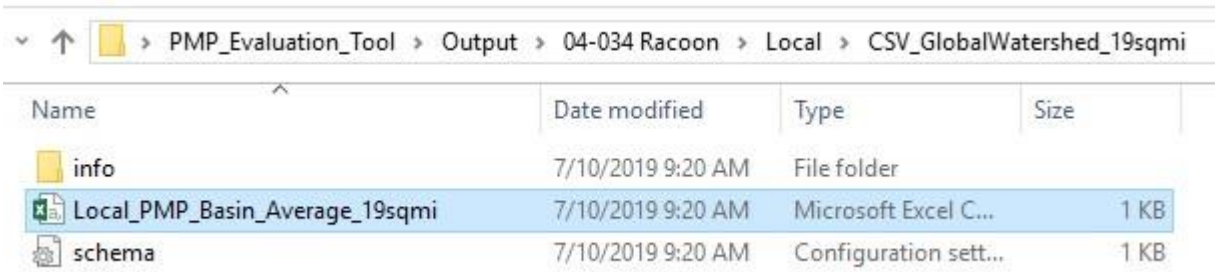 PMP_Evaluation_Tool > Output > 04-034 Racoon > Local > CSV_GlobalWatershed_19sqmi
Name Date modified Type Size
info 7/10/2019 9:20 AM File folder
Local_PMP_Basin_Average_19sqmi 7/10/2019 9:20 AM Microsoft Excel C... 1 KB
schema 7/10/2019 9:20 AM Configuration sett... 1 KB